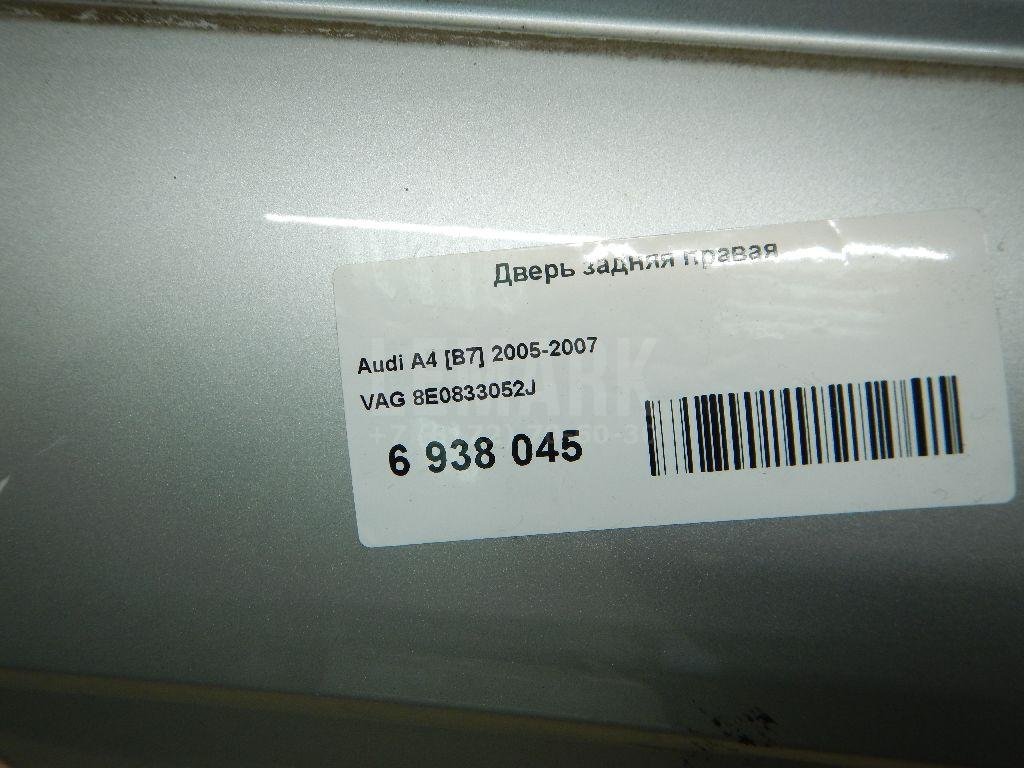 Дверь задняя правая
Audi A4 [B7] 2005-2007
VAG 8E0833052J
6 938 045